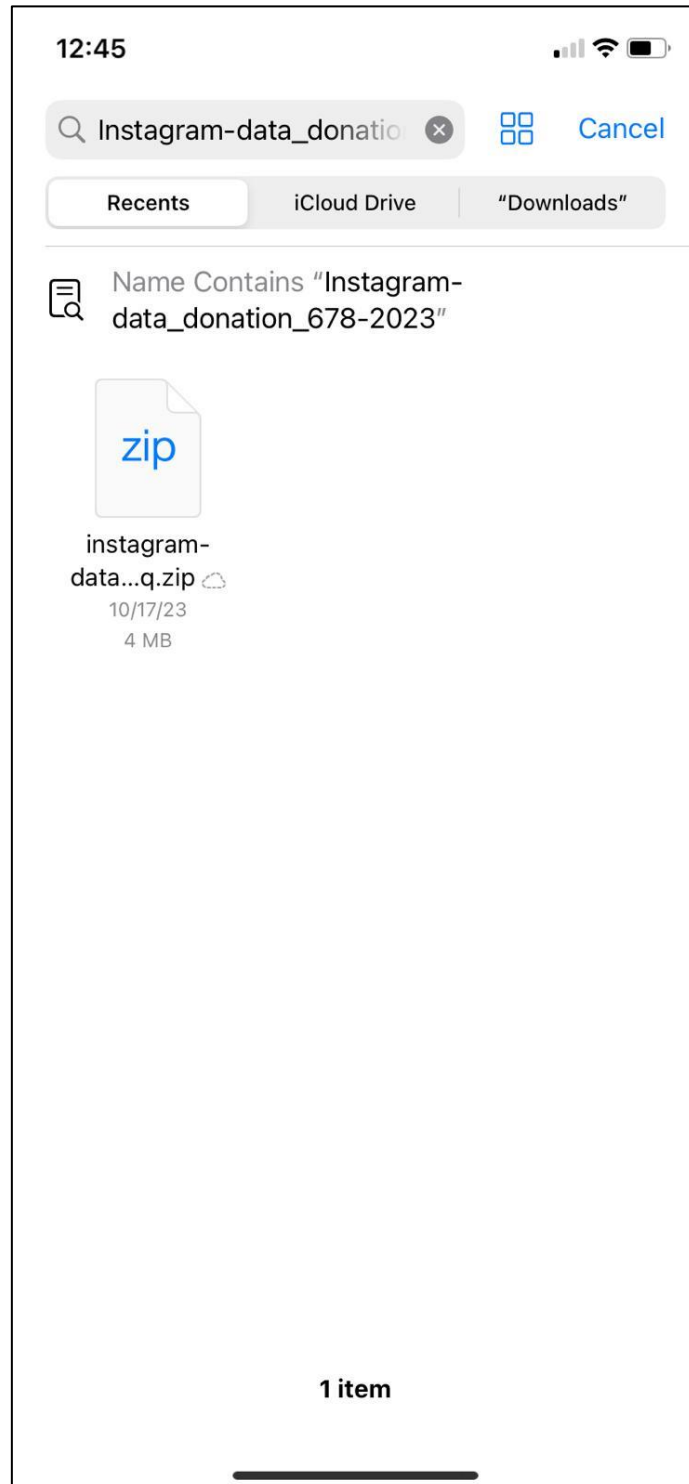 12:45
Instagram-data_donatio
Cancel
Recents
iCloud Drive
“Downloads”
Name Contains “Instagram-
data_donation_678-2023”
zip
instagram-
data...q.zip
10/17/23
4 MB
1 item